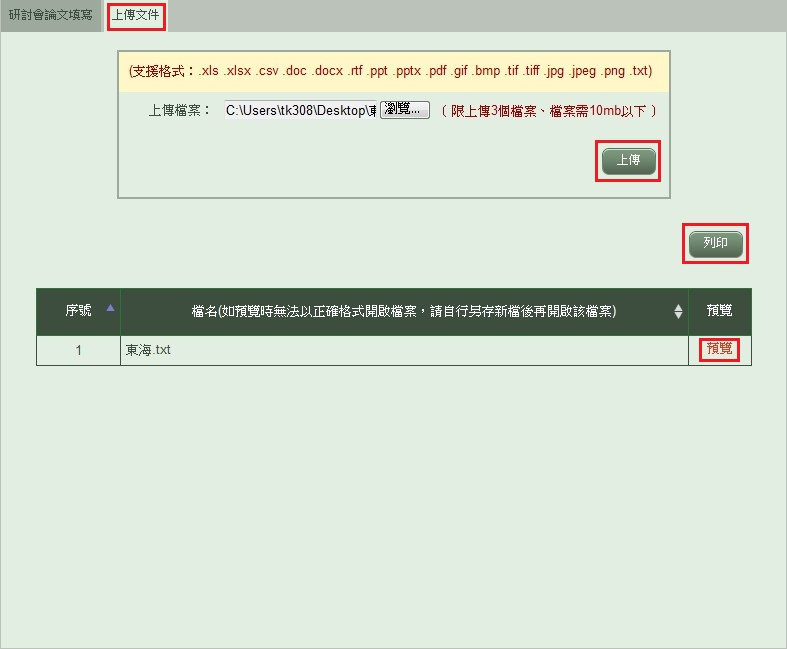 研討會論文填寫 上傳文件
(支援格式：.xls .xlsx .csv .doc .docx .rtf .ppt .pptx .pdf .gif .bmp .tif .tiff .jpg .jpeg .png .txt)
上傳檔案： C:\Users\tk308\Desktop\東 瀏覽... （ 限上傳3個檔案、檔案需10mb以下 ）
上傳
列印
序號 檔名(如預覽時無法以正確格式開啟檔案，請自行另存新檔後再開啟該檔案) 預覽
1 東海.txt 預覽